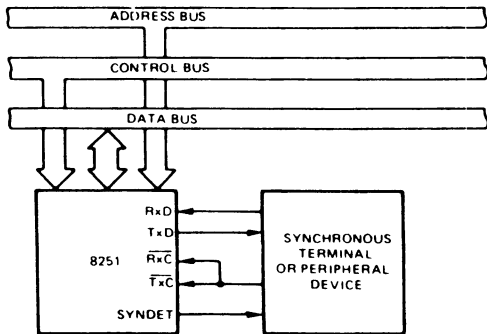 ADDRESS BUS
CONTROL BUS
DATA BUS
8251
RxD
TxD
RxC
TxC
SYNDET
SYNCHRONOUS
TERMINAL
OR PERIPHERAL
DEVICE